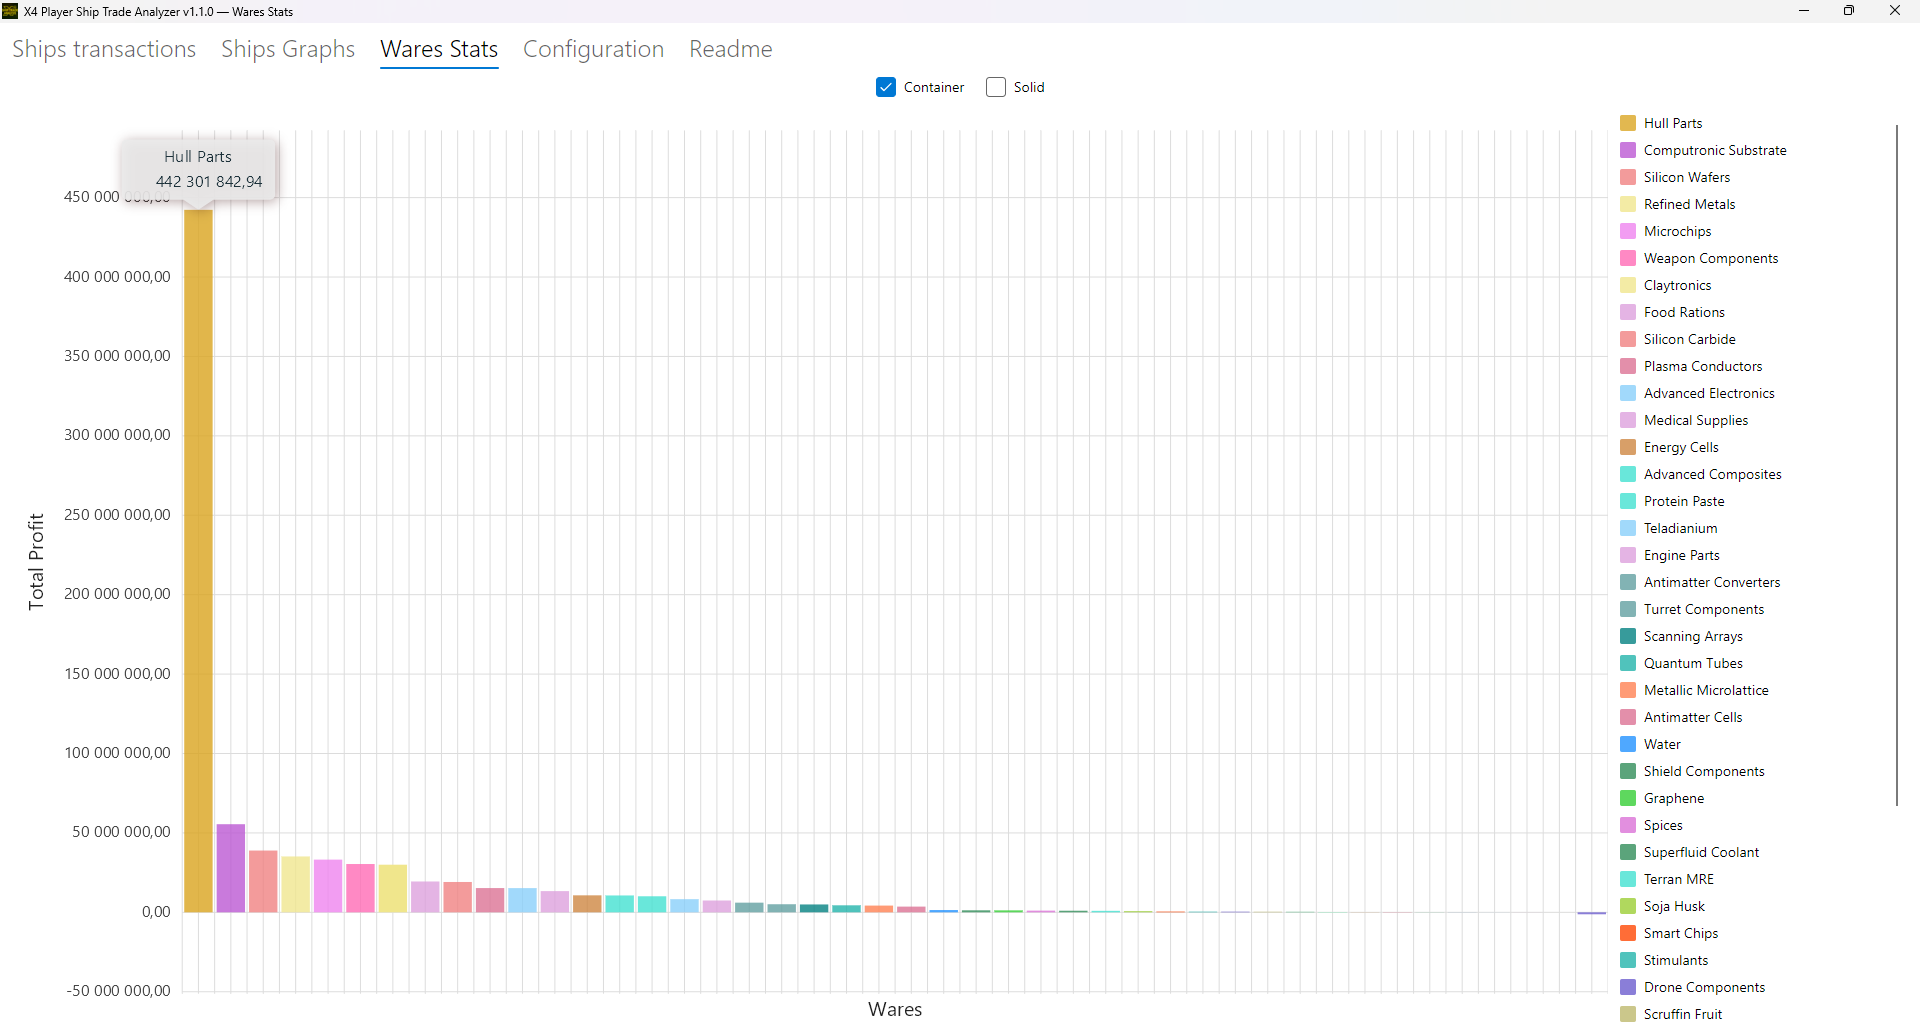 X4 Player Ship Trade Analyzer v1.1.0 — Wares Stats
Ships transactions
Ships Graphs
Wares Stats
Configuration
Readme
Container
Solid
Hull Parts
442 301 842,94
450 000 000,00
400 000 000,00
350 000 000,00
300 000 000,00
250 000 000,00
200 000 000,00
150 000 000,00
100 000 000,00
50 000 000,00
0,00
-50 000 000,00
Total Profit
Wares
Hull Parts
Computronic Substrate
Silicon Wafers
Refined Metals
Microchips
Weapon Components
Claytronics
Food Rations
Silicon Carbide
Plasma Conductors
Advanced Electronics
Medical Supplies
Energy Cells
Advanced Composites
Protein Paste
Teladianium
Engine Parts
Antimatter Converters
Turret Components
Scanning Arrays
Quantum Tubes
Metallic Microlattice
Antimatter Cells
Water
Shield Components
Graphene
Spices
Superfluid Coolant
Terran MRE
Soja Husk
Smart Chips
Stimulants
Drone Components
Scruffin Fruit